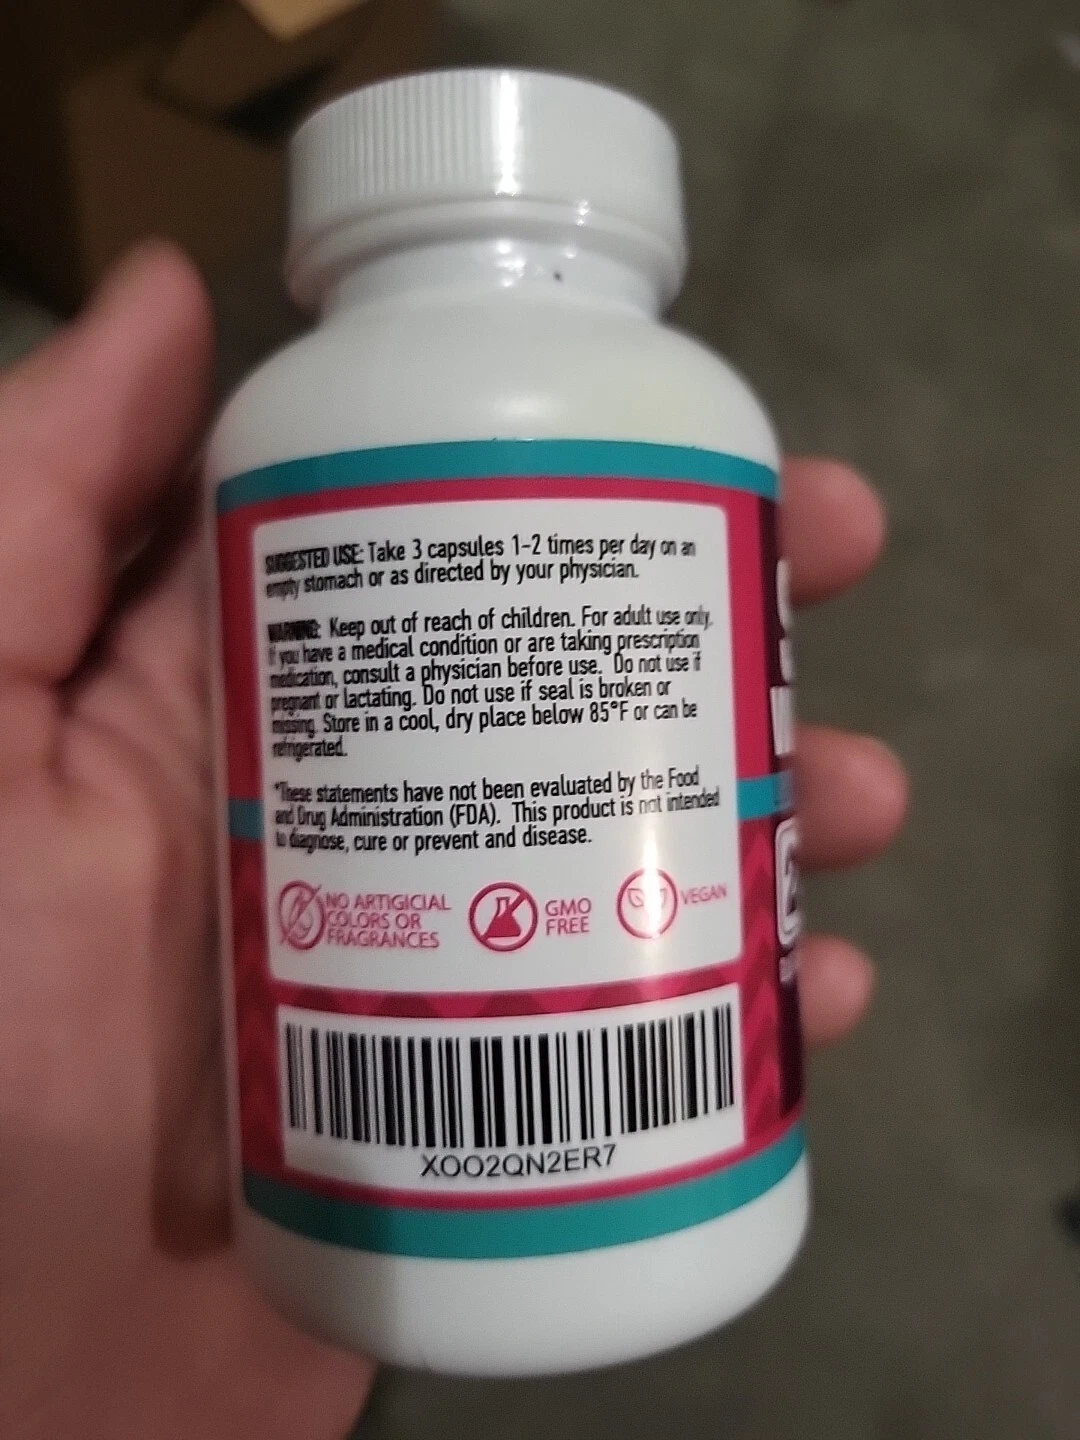 SUGGESTED USE: Take 3 capsules 1-2 times per day on an
empty stomach or as directed by your physician.
WARNING: Keep out of reach of children. For adult use only.
If you have a medical condition or are taking prescription
medication, consult a physician before use. Do not use if
pregnant or lactating. Do not use if seal is broken or
missing. Store in a cool, dry place below 85°F or can be
refrigerated.
*These statements have not been evaluated by the Food
and Drug Administration (FDA). This product is not intended
to diagnose, cure or prevent and disease.
NO ARTIGICIAL
COLORS OR
FRAGRANCES
GMO
FREE
VEGAN
XOO2QN2ER7